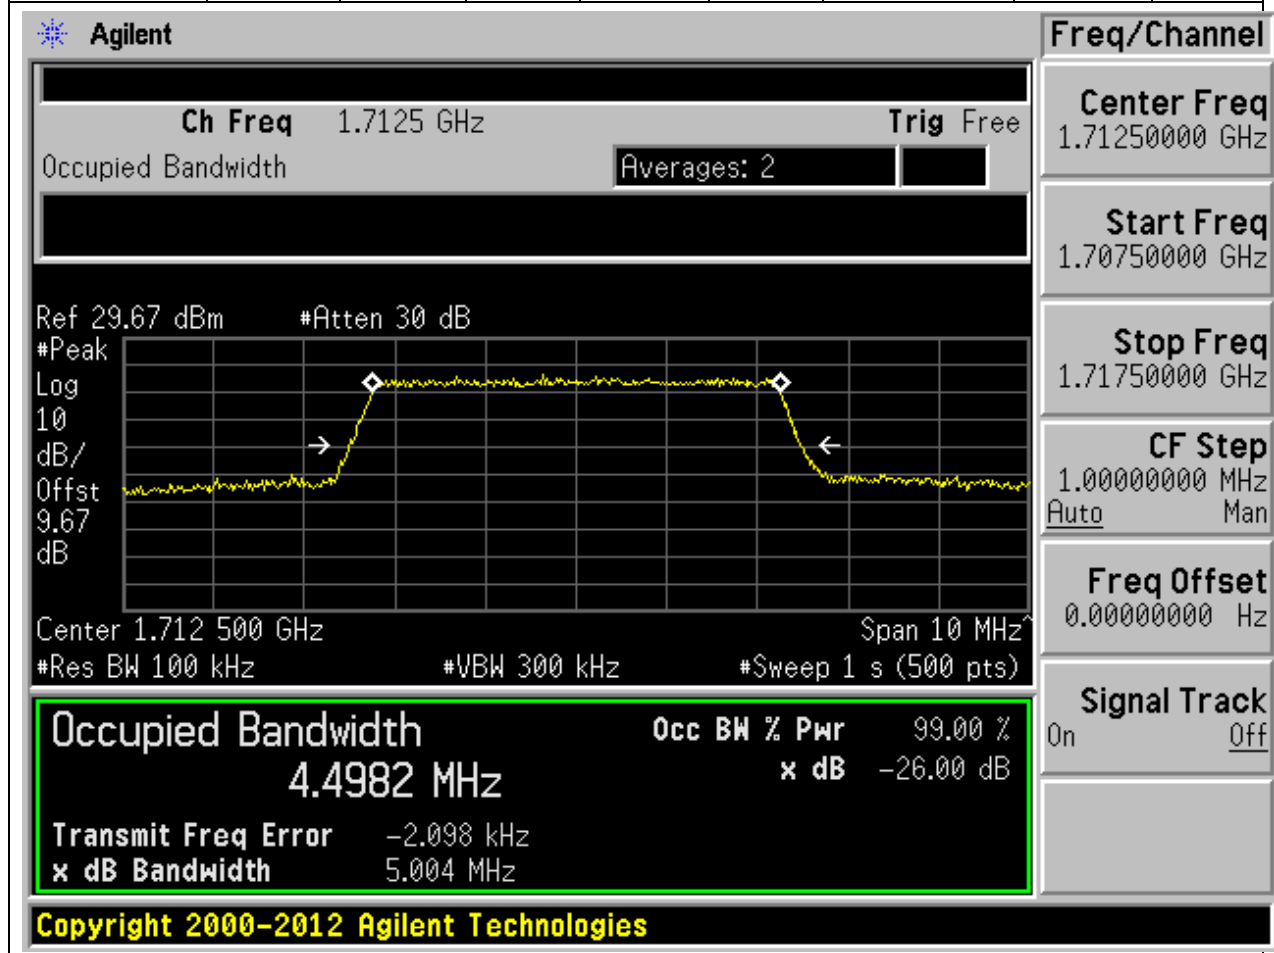 Agilent
Freq/Channel
Ch Freq 1.7125 GHz Trig Free
Occupied Bandwidth Averages: 2
Center Freq
1.71250000 GHz
Start Freq
1.70750000 GHz
Stop Freq
1.71750000 GHz
CF Step
1.00000000 MHz
Auto Man
Freq Offset
0.00000000 Hz
Signal Track
On Off
Ref 29.67 dBm #Atten 30 dB
#Peak
Log
10
dB/
Offst
9.67
dB
Center 1.712 500 GHz Span 10 MHz^
#Res BW 100 kHz #VBW 300 kHz #Sweep 1 s (500 pts)
Occupied Bandwidth Occ BW % Pwr 99.00 %
4.4982 MHz x dB -26.00 dB
Transmit Freq Error -2.098 kHz
x dB Bandwidth 5.004 MHz
Copyright 2000-2012 Agilent Technologies